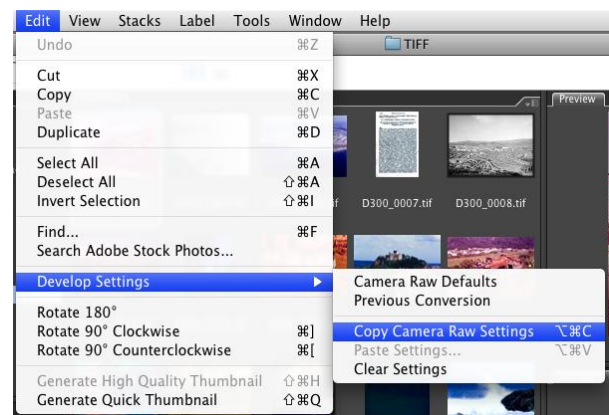 Edit View Stacks Label Tools Window Help
Undo ⌘Z
TIFF
Cut ⌘X
Copy ⌘C
Paste ⌘V
Duplicate ⌘D
Preview
Select All ⌘A
Deselect All ⇧⌘A
Invert Selection ⇧⌘I
D300_0007.tif D300_0008.tif
Find... ⌘F
Search Adobe Stock Photos...
Develop Settings
Camera Raw Defaults
Previous Conversion
Copy Camera Raw Settings ⌥⌘C
Paste Settings... ⌥⌘V
Clear Settings
Rotate 180°
Rotate 90° Clockwise ⌘]
Rotate 90° Counterclockwise ⌘[
Generate High Quality Thumbnail ⇧⌘H
Generate Quick Thumbnail ⇧⌘Q